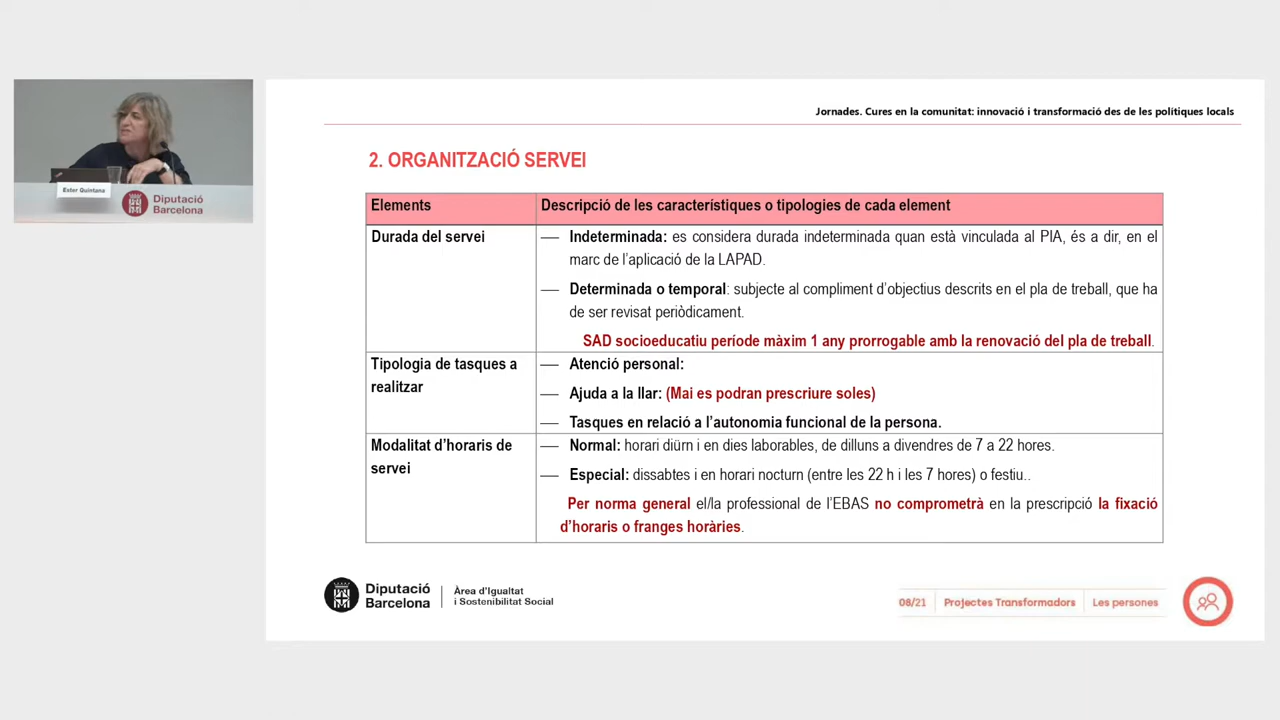 Jornades. Cures en la comunitat: innovació i transformació des de les polítiques locals
Ester Quintana
Diputació
Barcelona
2. ORGANITZACIÓ SERVEI
Elements
Descripció de les característiques o tipologies de cada element
Durada del servei
— Indeterminada: es considera durada indeterminada quan està vinculada al PIA, és a dir, en el
marc de l’aplicació de la LAPAD.
— Determinada o temporal: subjecte al compliment d’objectius descrits en el pla de treball, que ha
de ser revisat periòdicament.
SAD socioeducatiu període màxim 1 any prorrogable amb la renovació del pla de treball.
Tipologia de tasques a
realitzar
— Atenció personal:
— Ajuda a la llar: (Mai es podran prescriure soles)
— Tasques en relació a l’autonomia funcional de la persona.
Modalitat d’horaris de
servei
— Normal: horari diürn i en dies laborables, de dilluns a divendres de 7 a 22 hores.
— Especial: dissabtes i en horari nocturn (entre les 22 h i les 7 hores) o festiu..
Per norma general el/la professional de l’EBAS no comprometrà en la prescripció la fixació
d’horaris o franges horàries.
Diputació
Barcelona
Àrea d’Igualtat
i Sostenibilitat Social
08/21 Projectes Transformadors Les persones